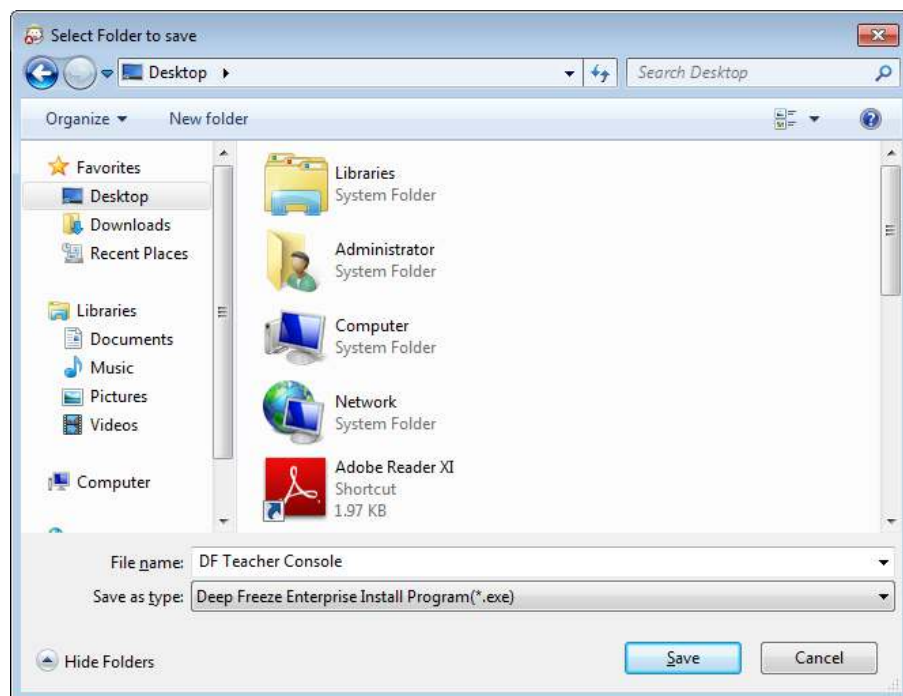 Select Folder to save
Desktop
Search Desktop
Organize
New folder
Favorites
Desktop
Downloads
Recent Places
Libraries
Documents
Music
Pictures
Videos
Computer
Libraries
System Folder
Administrator
System Folder
Computer
System Folder
Network
System Folder
Adobe Reader XI
Shortcut
1.97 KB
File name: DF Teacher Console
Save as type: Deep Freeze Enterprise Install Program(*.exe)
Hide Folders
Save
Cancel